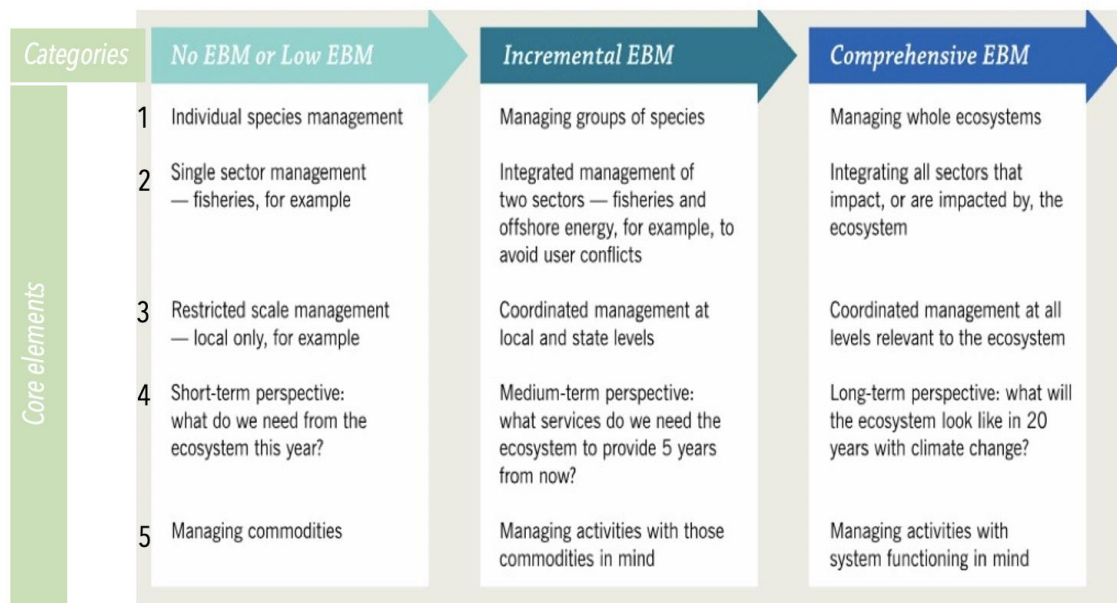 Categories
No EBM or Low EBM
Incremental EBM
Comprehensive EBM
Core elements
1
Individual species management
Managing groups of species
Managing whole ecosystems
2
Single sector management
— fisheries, for example
Integrated management of
two sectors — fisheries and
offshore energy, for example, to
avoid user conflicts
Integrating all sectors that
impact, or are impacted by, the
ecosystem
3
Restricted scale management
— local only, for example
Coordinated management at
local and state levels
Coordinated management at all
levels relevant to the ecosystem
4
Short-term perspective:
what do we need from the
ecosystem this year?
Medium-term perspective:
what services do we need the
ecosystem to provide 5 years
from now?
Long-term perspective: what will
the ecosystem look like in 20
years with climate change?
5
Managing commodities
Managing activities with those
commodities in mind
Managing activities with
system functioning in mind